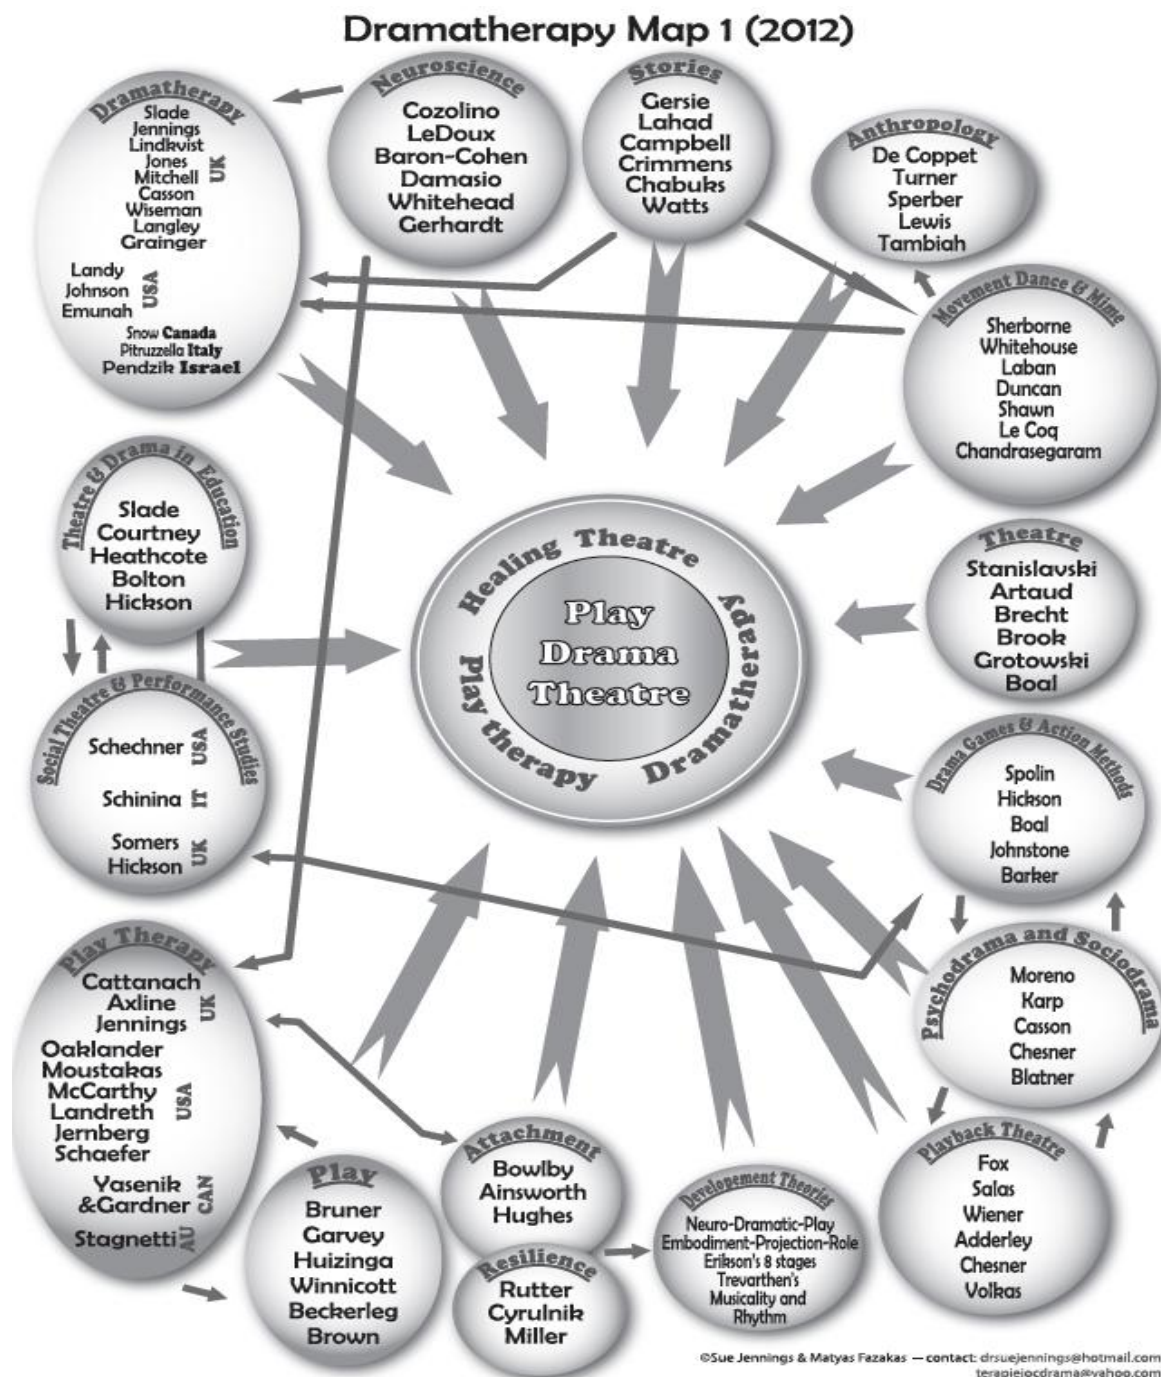 Dramatherapy Map 1 (2012)
Dramatherapy
Slade
Jennings
Lindkvist
Jones
Mitchell
Casson
Wiseman
Langley
Grainger
UK
Landy
Johnson
Emunah
USA
Snow Canada
Pitruzzella Italy
Pendzik Israel
Neuroscience
Cozolino
LeDoux
Baron-Cohen
Damasio
Whitehead
Gerhardt
Stories
Gersie
Lahad
Campbell
Crimmens
Chabuks
Watts
Anthropology
De Coppet
Turner
Sperber
Lewis
Tambiah
Movement Dance & Mime
Sherborne
Whitehouse
Laban
Duncan
Shawn
Le Coq
Chandrasegaram
Theatre & Drama in Education
Slade
Courtney
Heathcote
Bolton
Hickson
Healing Theatre
Play therapy
Dramatherapy
Play
Drama
Theatre
Theatre
Stanislavski
Artaud
Brecht
Brook
Grotowski
Boal
Social Theatre & Performance Studies
Schechner USA
Schinina IT
Somers
Hickson
UK
Drama Games & Action Methods
Spolin
Hickson
Boal
Johnstone
Barker
Play Therapy
Cattanach
Axline
Jennings
UK
Oaklander
Moustakas
McCarthy
Landreth
Jernberg
Schaefer
USA
Yasenik
&Gardner
CAN
Stagnetti AU
Psychodrama and Sociodrama
Moreno
Karp
Casson
Chesner
Blatner
Play
Bruner
Garvey
Huizinga
Winnicott
Beckerleg
Brown
Attachment
Bowlby
Ainsworth
Hughes
Resilience
Rutter
Cyrulnik
Miller
Developement Theories
Neuro-Dramatic-Play
Embodiment-Projection-Role
Erikson's 8 stages
Trevarthen's
Musicality and
Rhythm
Playback Theatre
Fox
Salas
Wiener
Adderley
Chesner
Volkas
©Sue Jennings & Matyas Fazakas — contact: drsuejennings@hotmail.com
terapiejocdrama@yahoo.com